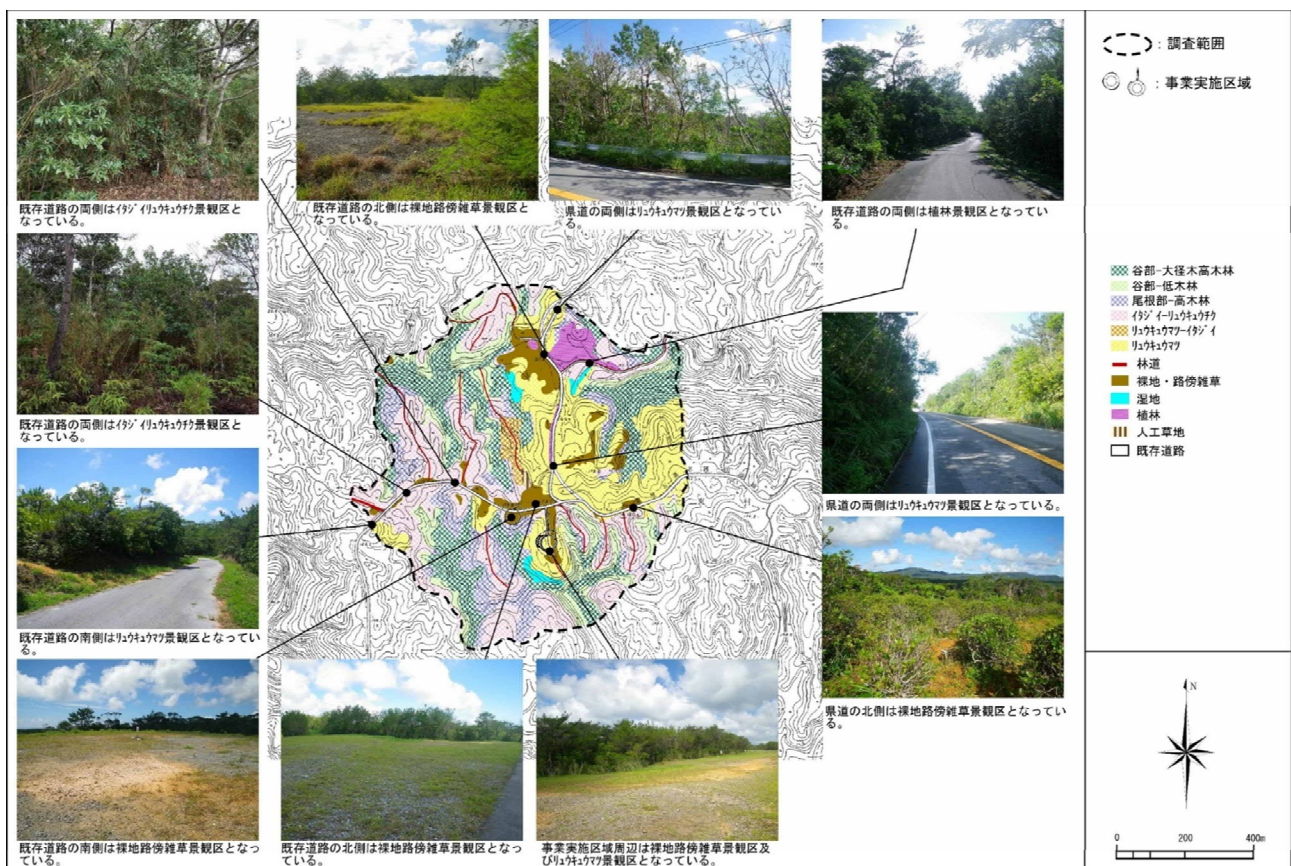 既存道路の両側はイタジイリュウキュウチク景観区と
なっている。
既存道路の北側は裸地路傍雑草景観区と
なっている。
県道の両側はリュウキュウマツ景観区となってい
る。
既存道路の両側は植林景観区となってい
る。
: 調査範囲
: 事業実施区域
既存道路の両側はイタジイリュウキュウチク景観区と
なっている。
谷部-大径木高木林
谷部-低木林
尾根部-高木林
イタジイーリュウキュウチク
リュウキュウマツーイタジイ
リュウキュウマツ
林道
裸地・路傍雑草
湿地
植林
人工草地
既存道路
県道の両側はリュウキュウマツ景観区となっている。
既存道路の南側はリュウキュウマツ景観区となってい
る。
県道の北側は裸地路傍雑草景観区となってい
る。
既存道路の南側は裸地路傍雑草景観区となっ
ている。
既存道路の北側は裸地路傍雑草景観区となっ
ている。
事業実施区域周辺は裸地路傍雑草景観区及
びリュウキュウマツ景観区となっている。
N
0 200 400m